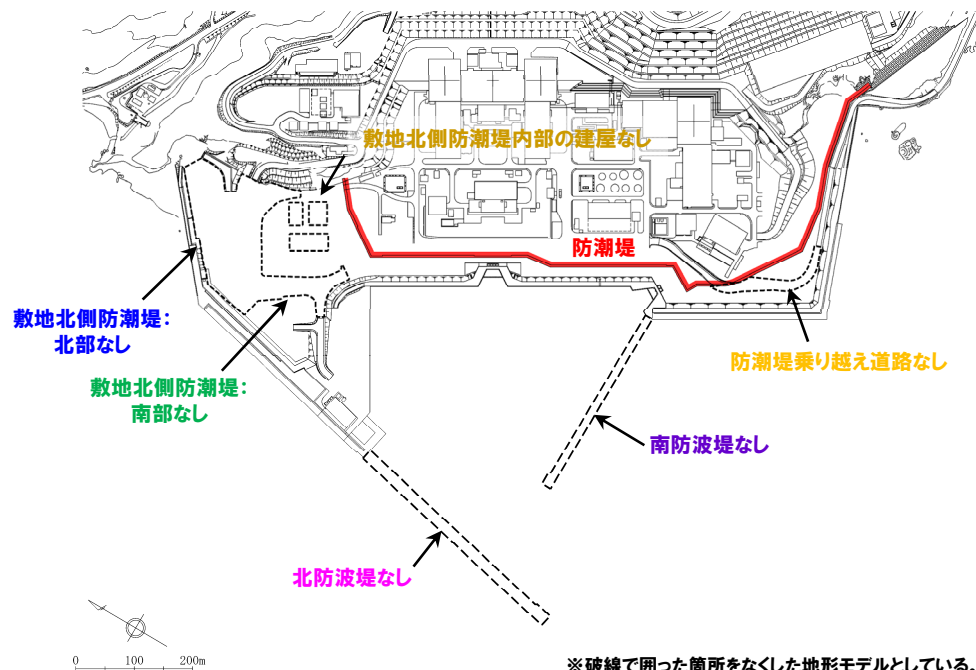 敷地北側防潮堤内部の建屋なし
防潮堤
敷地北側防潮堤：
北部なし
敷地北側防潮堤：
南部なし
防潮堤乗り越え道路なし
南防波堤なし
北防波堤なし
0 100 200m
※破線で囲った箇所をなくした地形モデルとしている。